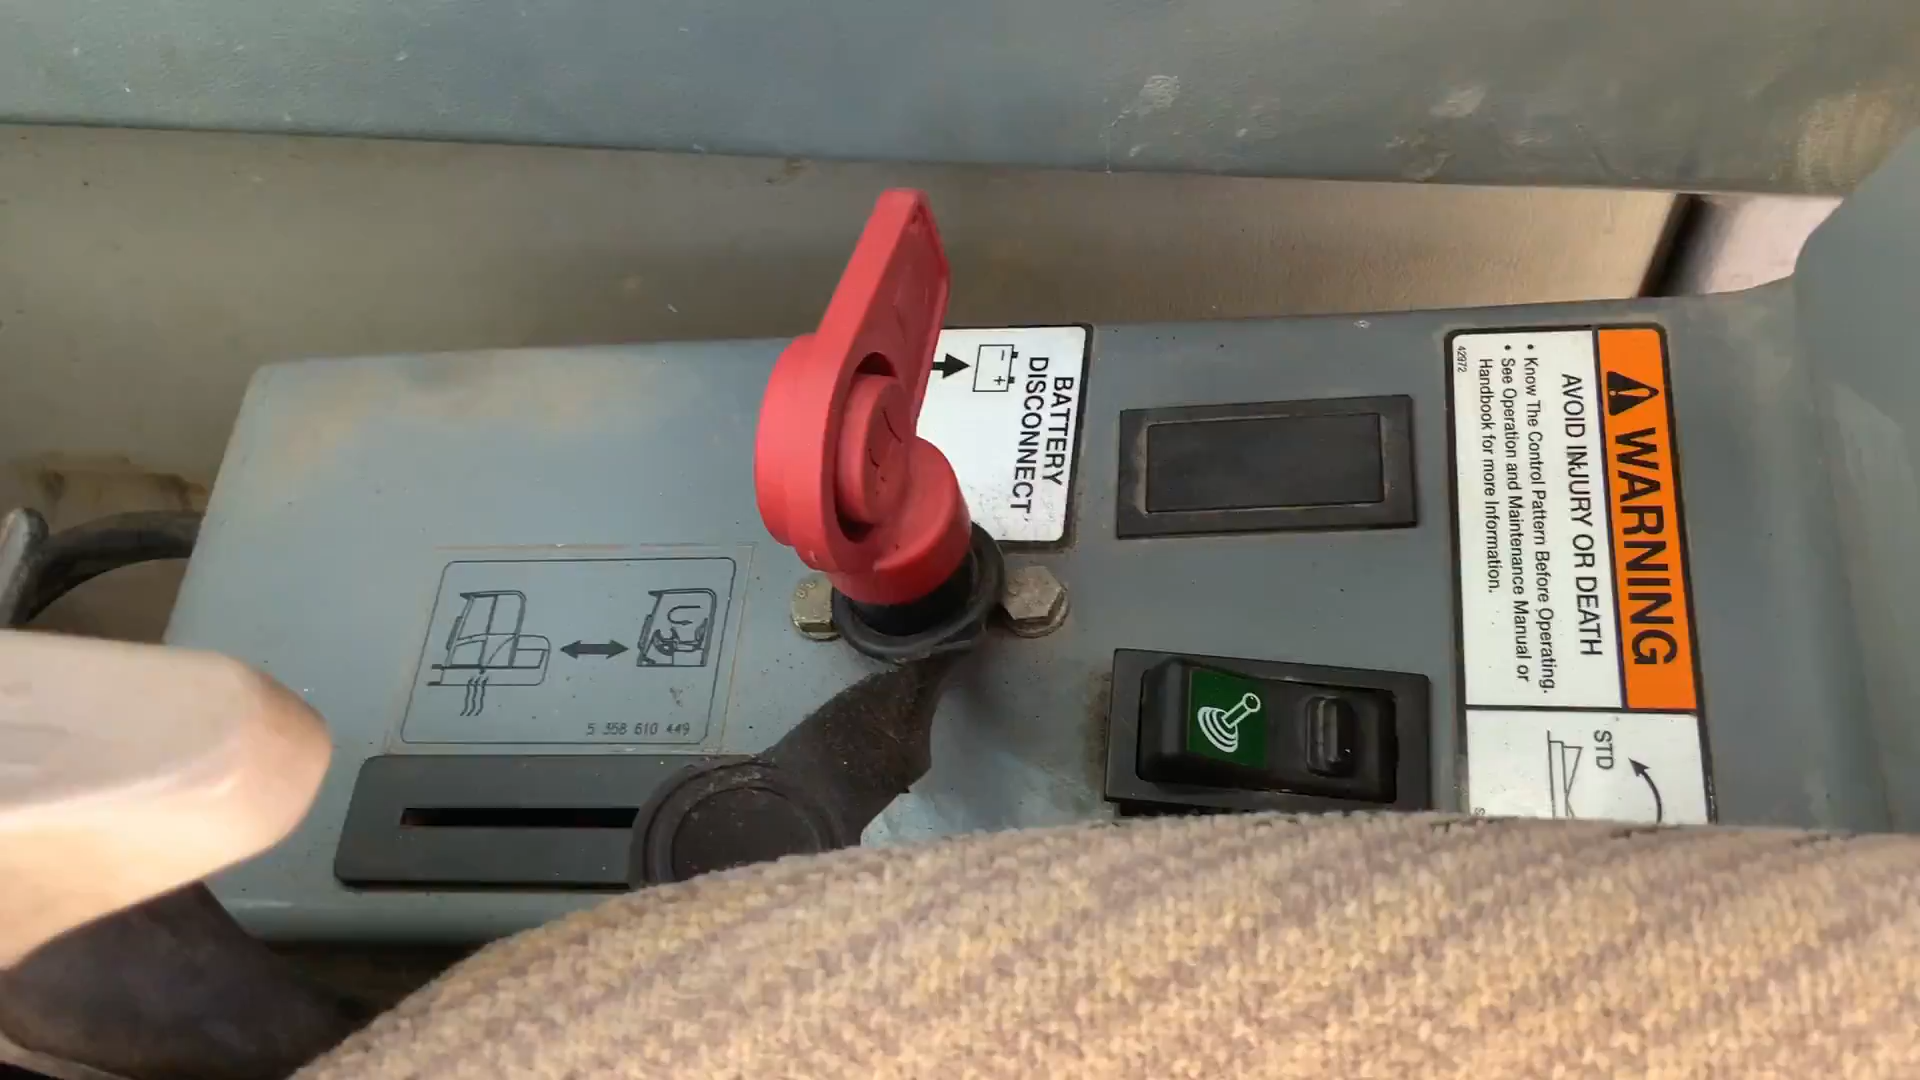 BATTERY
DISCONNECT
5 358 610 449
WARNING
AVOID INJURY OR DEATH
• Know The Control Pattern Before Operating.
• See Operation and Maintenance Manual or
Handbook for more Information.
42972
STD